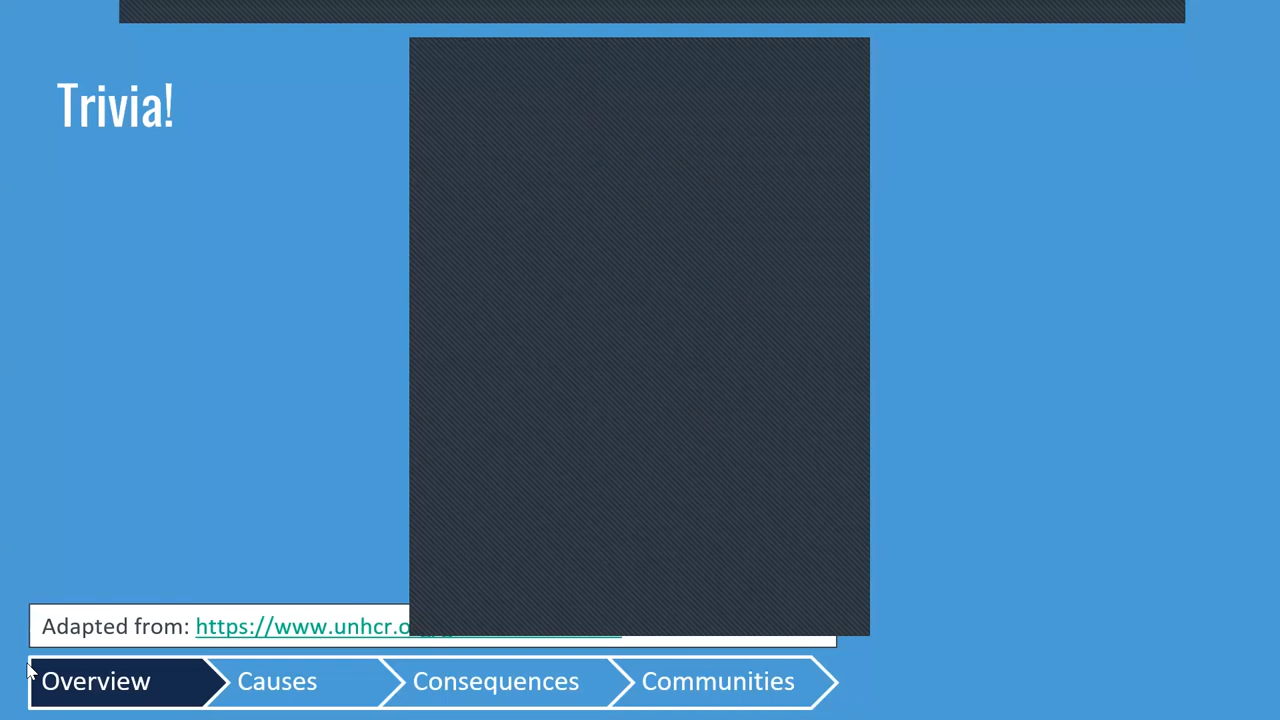 Trivia!
Adapted from: https://www.unhcr.o
Overview
Causes
Consequences
Communities